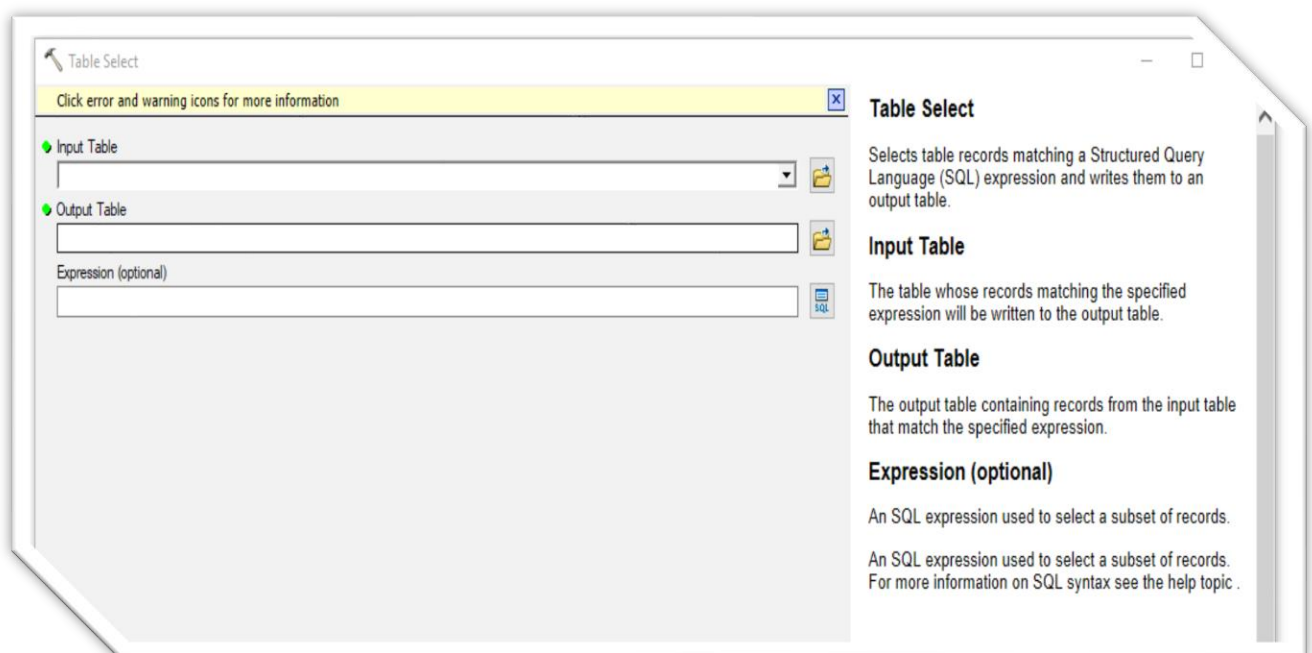 Table Select
Click error and warning icons for more information
Input Table
Output Table
Expression (optional)
SQL
Table Select
Selects table records matching a Structured Query
Language (SQL) expression and writes them to an
output table.
Input Table
The table whose records matching the specified
expression will be written to the output table.
Output Table
The output table containing records from the input table
that match the specified expression.
Expression (optional)
An SQL expression used to select a subset of records.
An SQL expression used to select a subset of records.
For more information on SQL syntax see the help topic .